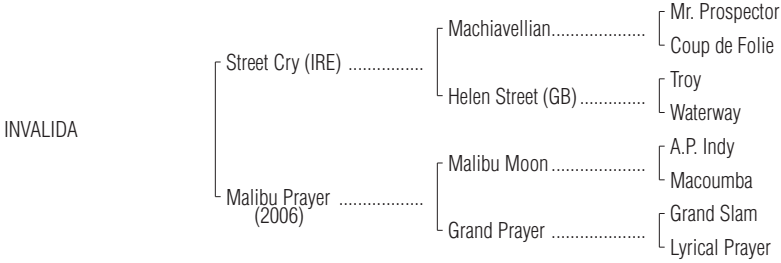 Mr. Prospector
Machiavellian....................
Coup de Folie
Street Cry (IRE) ................
Troy
Helen Street (GB)..............
Waterway
INVALIDA
A.P. Indy
Malibu Moon....................
Macoumba
Malibu Prayer ..................
(2006)
Grand Slam
Grand Prayer ....................
Lyrical Prayer